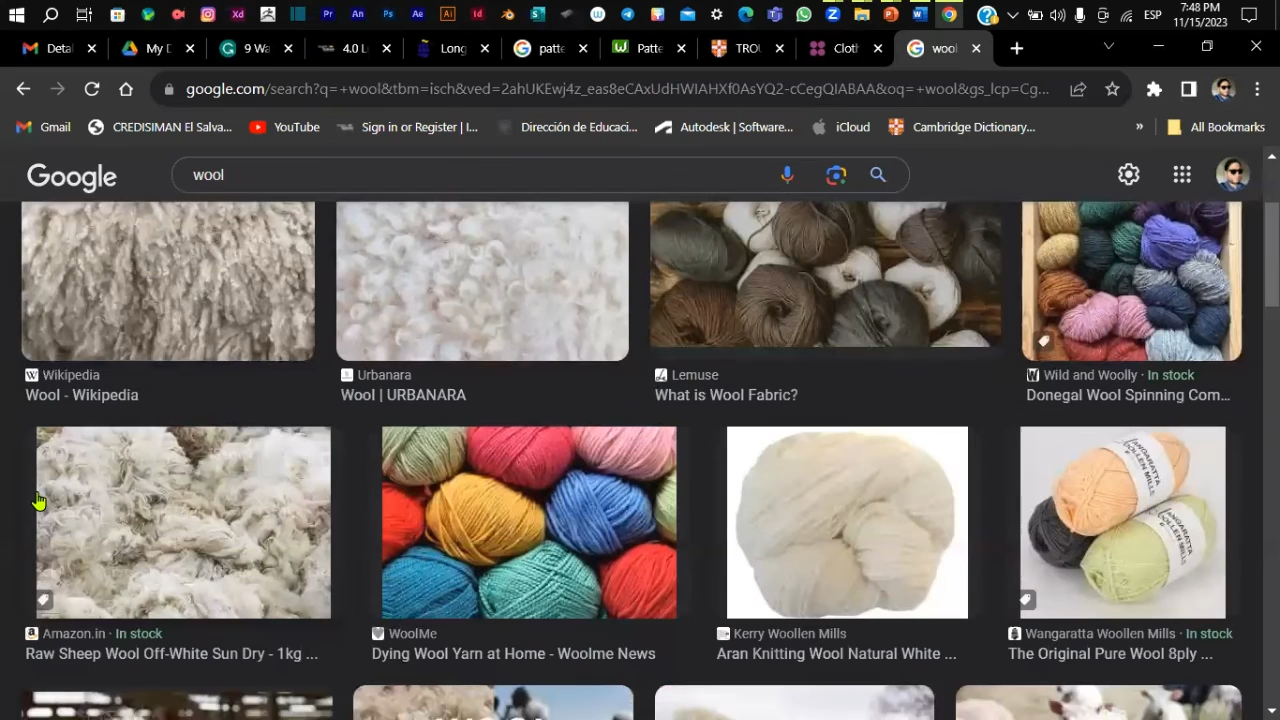 7:48 PM
ESP
11/15/2023
Detai
My D
9 Wa
4.0 L
Long
patte
Patte
TROU
Cloth
wool
google.com/search?q=+wool&tbm=isch&ved=2ahUKEwj4z_eas8eCAxUdHWIAHXf0AsYQ2-cCegQIABAA&oq=+wool&gs_lcp=Cg...
Gmail
CREDISIMAN El Salva...
YouTube
Sign in or Register | I...
Dirección de Educaci...
Autodesk | Software...
iCloud
Cambridge Dictionary...
»
All Bookmarks
Google
wool
Wikipedia
Wool - Wikipedia
Urbanara
Wool | URBANARA
Lemuse
What is Wool Fabric?
Wild and Woolly · In stock
Donegal Wool Spinning Com...
WANGARATTA
WOOLLEN MILLS
Amazon.in · In stock
Raw Sheep Wool Off-White Sun Dry - 1kg ...
WoolMe
Dying Wool Yarn at Home - Woolme News
Kerry Woollen Mills
Aran Knitting Wool Natural White ...
Wangaratta Woollen Mills · In stock
The Original Pure Wool 8ply ...